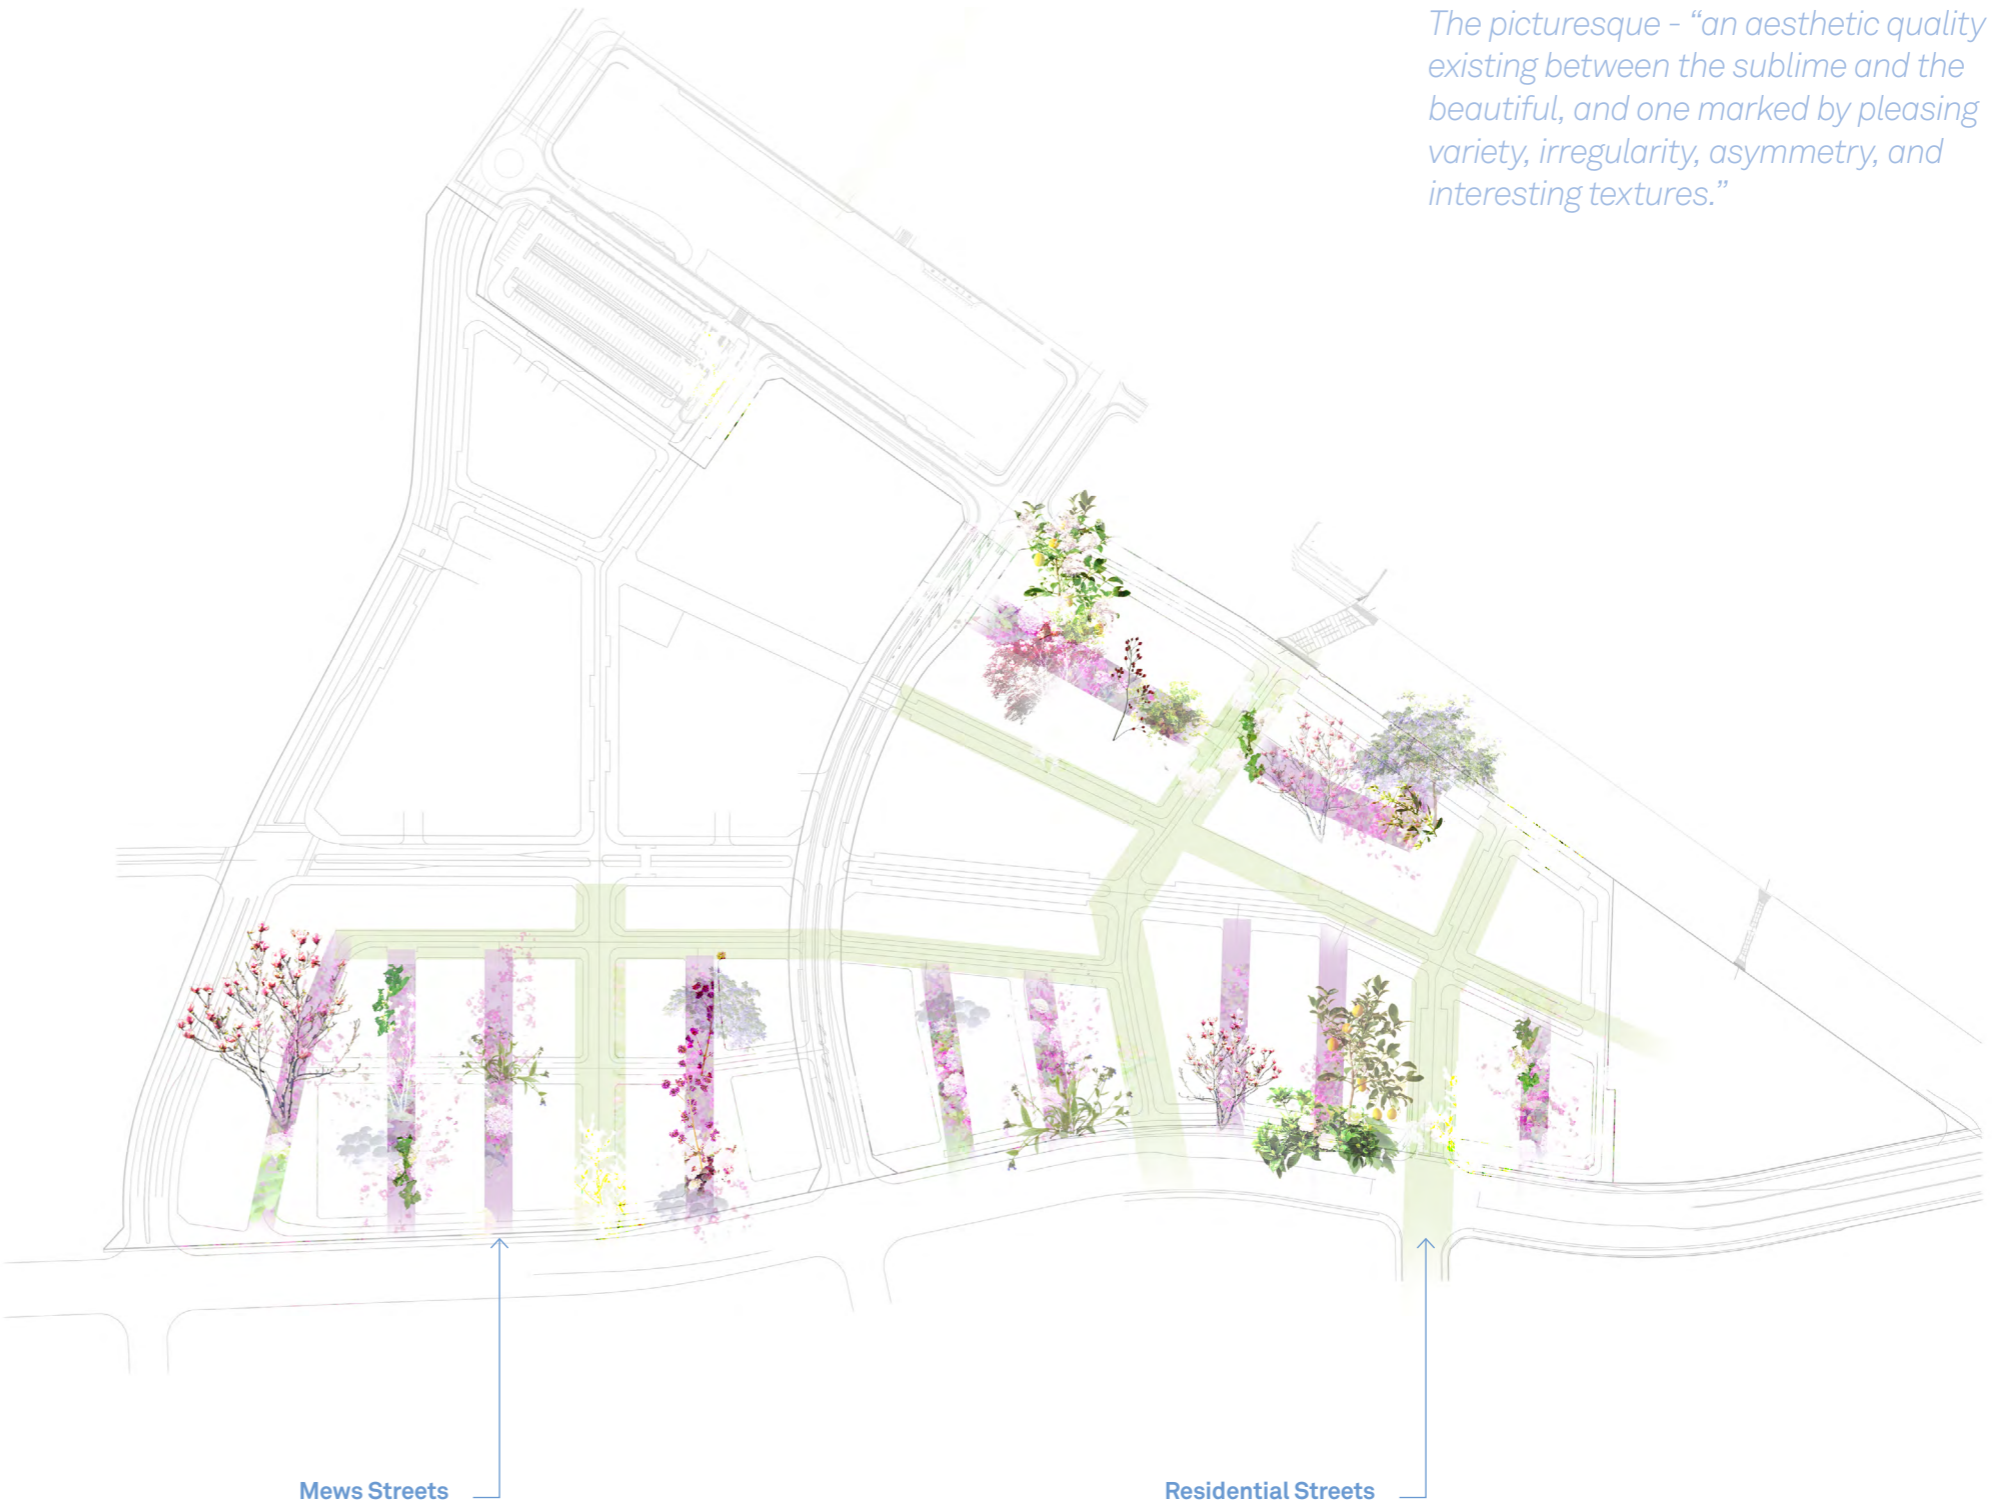 The picturesque - “an aesthetic quality
existing between the sublime and the
beautiful, and one marked by pleasing
variety, irregularity, asymmetry, and
interesting textures.”
Mews Streets
Residential Streets